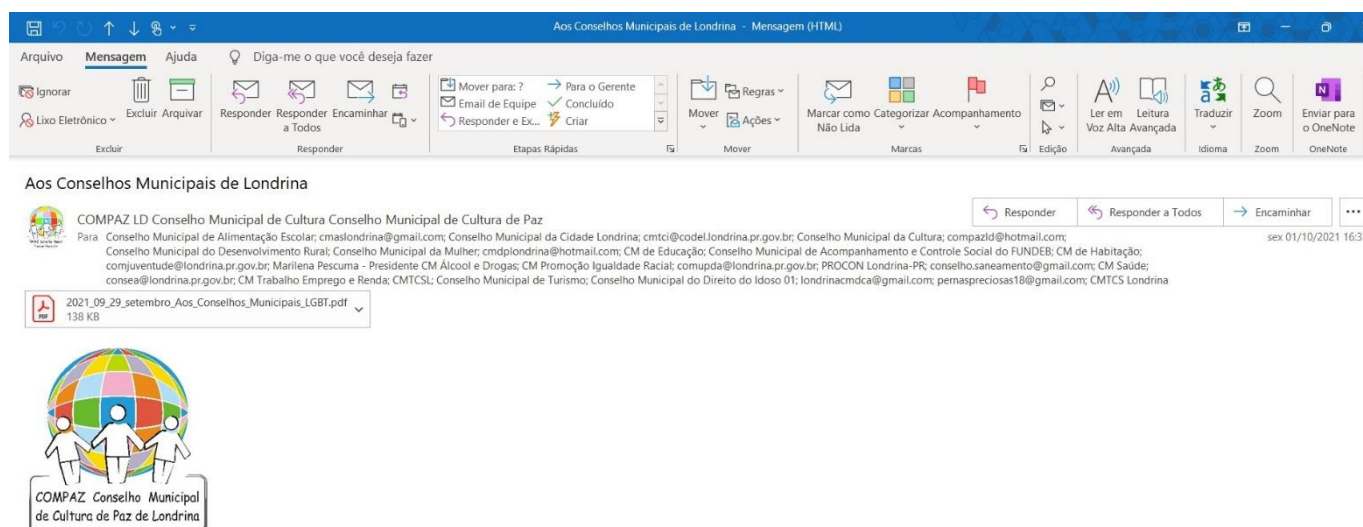 Aos Conselhos Municipais de Londrina - Mensagem (HTML)
Arquivo Mensagem Ajuda Diga-me o que você deseja fazer
Ignorar
Lixo Eletrônico
Excluir Arquivar
Excluir
Responder Responder a Todos Encaminhar
Responder
Mover para: ? Para o Gerente
Email de Equipe Concluído
Responder e Ex... Criar
Etapas Rápidas
Mover Regras
Ações
Mover
Marcar como Não Lida Categorizar Acompanhamento
Marcas
Edição
Ler em Voz Alta Leitura Avançada
Avançada
Traduzir
Idioma
Zoom
Zoom
Enviar para o OneNote
OneNote
Aos Conselhos Municipais de Londrina
COMPAZ LD Conselho Municipal de Cultura Conselho Municipal de Cultura de Paz
Responder Responder a Todos Encaminhar
sex 01/10/2021 16:3
Para Conselho Municipal de Alimentação Escolar; cmaslondrina@gmail.com; Conselho Municipal da Cidade Londrina; cmtci@codel.londrina.pr.gov.br; Conselho Municipal da Cultura; compazld@hotmail.com;
Conselho Municipal do Desenvolvimento Rural; Conselho Municipal da Mulher; cmdplondrina@hotmail.com; CM de Educação; Conselho Municipal de Acompanhamento e Controle Social do FUNDEB; CM de Habitação;
comjuventude@londrina.pr.gov.br; Marilena Pescuma - Presidente CM Álcool e Drogas; CM Promoção Igualdade Racial; comupda@londrina.pr.gov.br; PROCON Londrina-PR; conselho.saneamento@gmail.com; CM Saúde;
consea@londrina.pr.gov.br; CM Trabalho Emprego e Renda; CMTCSL; Conselho Municipal de Turismo; Conselho Municipal do Direito do Idoso 01; londrinacmdca@gmail.com; pernaspreciosas18@gmail.com; CMTCS Londrina
2021_09_29_setembro_Aos_Conselhos_Municipais_LGBT.pdf
138 KB
COMPAZ Conselho Municipal
de Cultura de Paz de Londrina